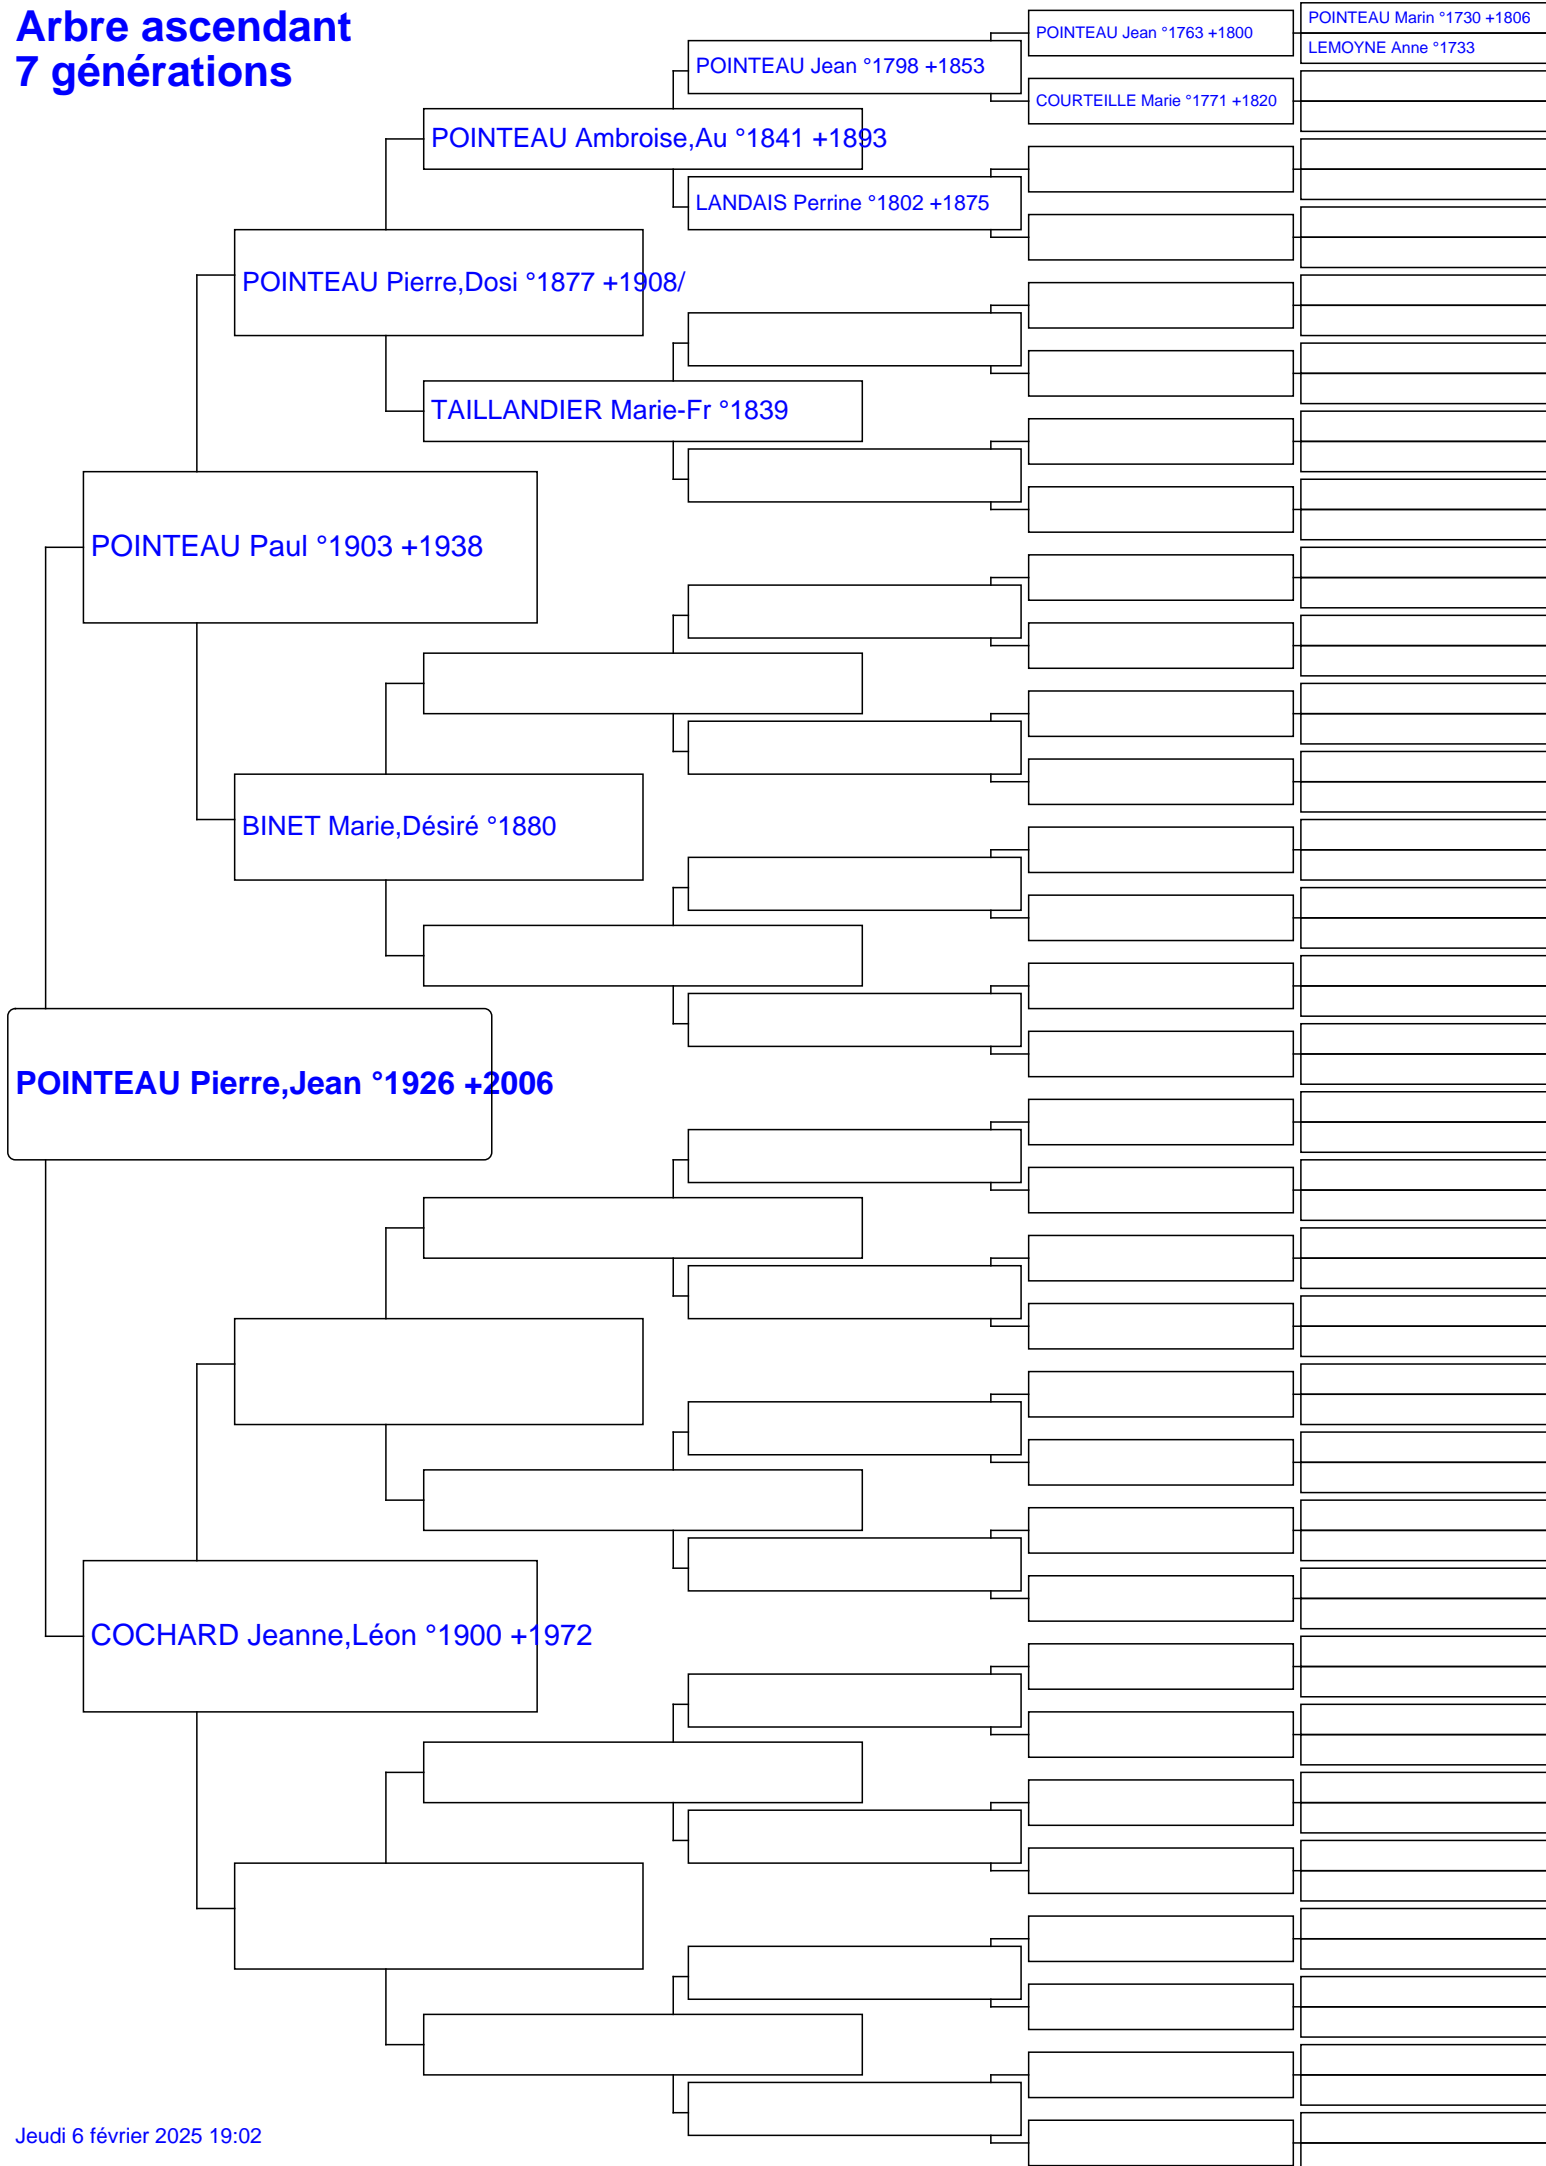 Arbre ascendant
7 générations
POINTEAU Marin °1730 +1806
POINTEAU Jean °1763 +1800
LEMOYNE Anne °1733
POINTEAU Jean °1798 +1853
COURTEILLE Marie °1771 +1820
POINTEAU Ambroise,Au °1841 +1893
LANDAIS Perrine °1802 +1875
POINTEAU Pierre,Dosi °1877 +1908/
TAILLANDIER Marie-Fr °1839
POINTEAU Paul °1903 +1938
BINET Marie,Désiré °1880
POINTEAU Pierre,Jean °1926 +2006
COCHARD Jeanne,Léon °1900 +1972
Jeudi 6 février 2025 19:02